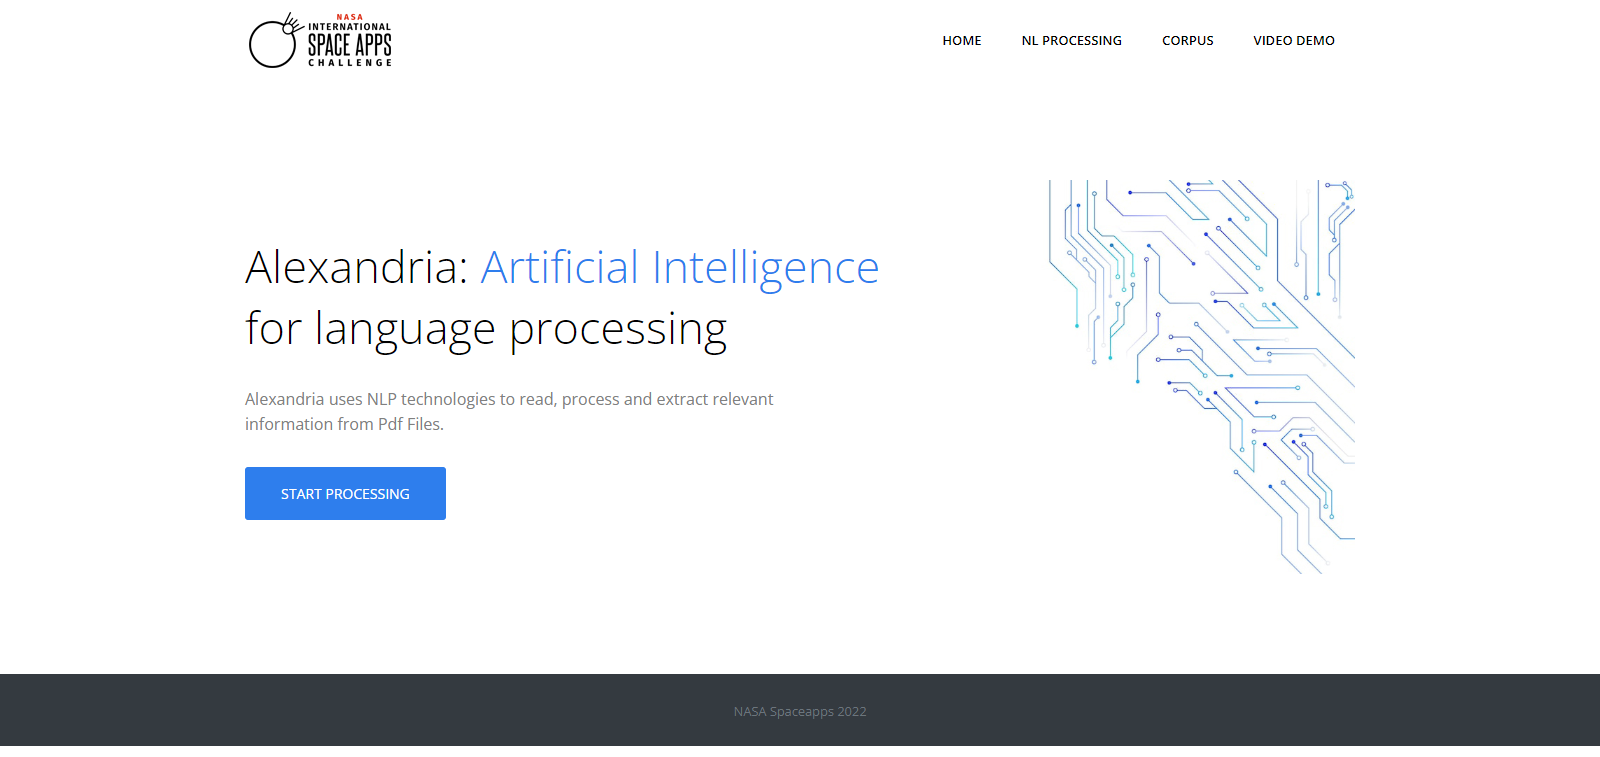 NASA
INTERNATIONAL
SPACE APPS
CHALLENGE
HOME NL PROCESSING CORPUS VIDEO DEMO
Alexandria: Artificial Intelligence
for language processing
Alexandria uses NLP technologies to read, process and extract relevant
information from Pdf Files.
START PROCESSING
NASA Spaceapps 2022